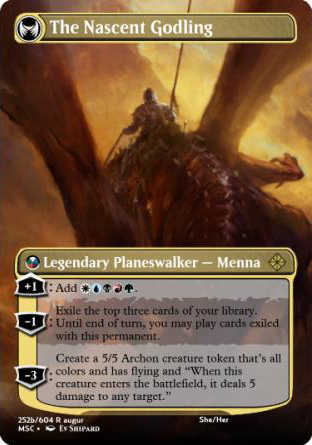 The Nascent Godling
Legendary Planeswalker — Menna
+1: Add
Exile the top three cards of your library.
-1: Until end of turn, you may play cards exiled
with this permanent.
Create a 5/5 Archon creature token that's all
colors and has flying and "When this
-3: creature enters the battlefield, it deals 5
damage to any target."
252b/604 R augur
She/Her
MSC • Ev Shipard